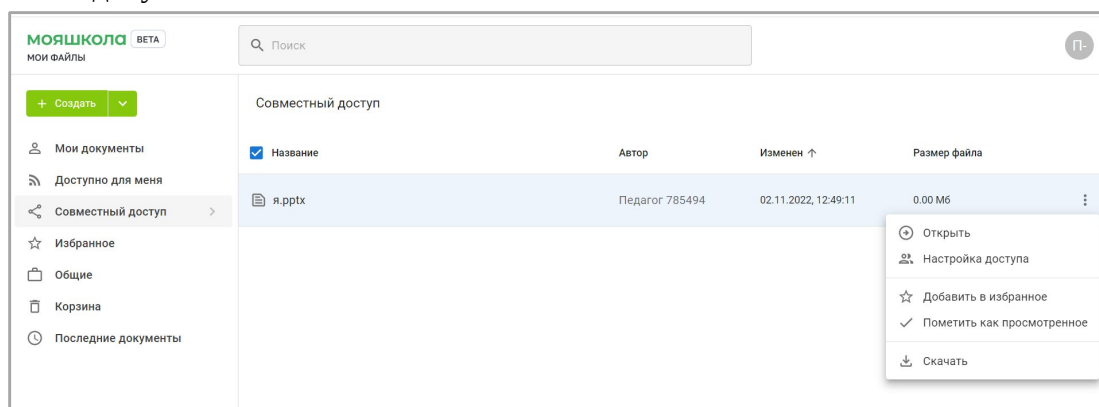 МОЯШКОЛА BETA
МОИ ФАЙЛЫ
Поиск
П-
+ Создать
Совместный доступ
Мои документы
Доступно для меня
Совместный доступ
Избранное
Общие
Корзина
Последние документы
Название Автор Изменен ↑ Размер файла
я.pptx Педагог 785494 02.11.2022, 12:49:11 0.00 Мб
Открыть
Настройка доступа
Добавить в избранное
Пометить как просмотренное
Скачать